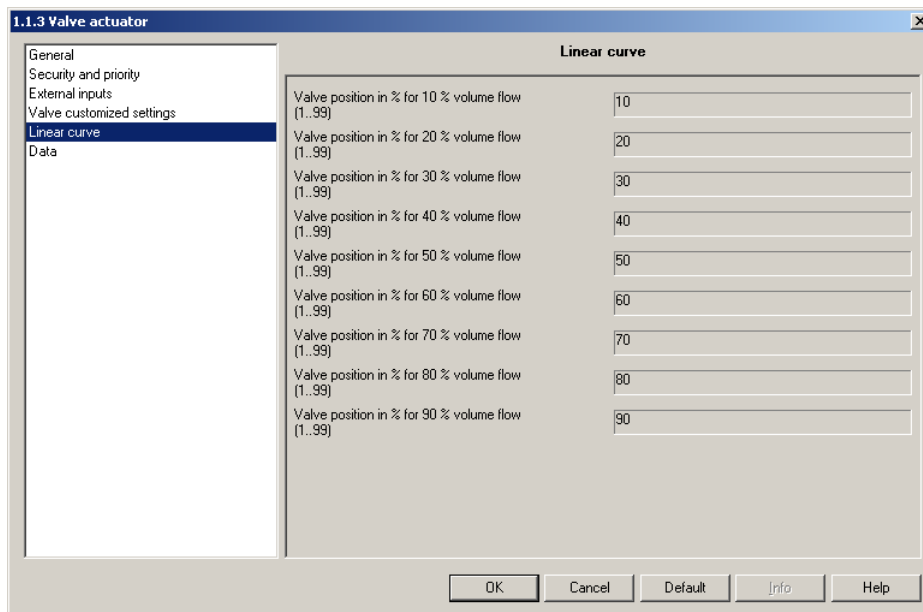 1.1.3 Valve actuator
General
Security and priority
External inputs
Valve customized settings
Linear curve
Data
Linear curve
Valve position in % for 10 % volume flow
(1..99)
10
Valve position in % for 20 % volume flow
(1..99)
20
Valve position in % for 30 % volume flow
(1..99)
30
Valve position in % for 40 % volume flow
(1..99)
40
Valve position in % for 50 % volume flow
(1..99)
50
Valve position in % for 60 % volume flow
(1..99)
60
Valve position in % for 70 % volume flow
(1..99)
70
Valve position in % for 80 % volume flow
(1..99)
80
Valve position in % for 90 % volume flow
(1..99)
90
OK
Cancel
Default
Info
Help